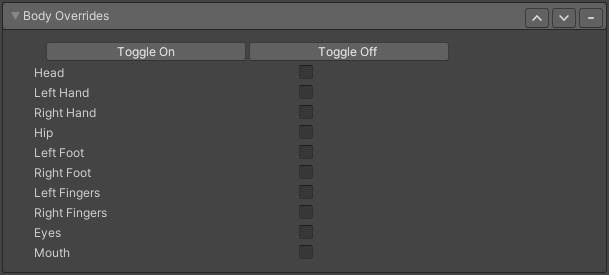 Body Overrides
Toggle On Toggle Off
Head
Left Hand
Right Hand
Hip
Left Foot
Right Foot
Left Fingers
Right Fingers
Eyes
Mouth